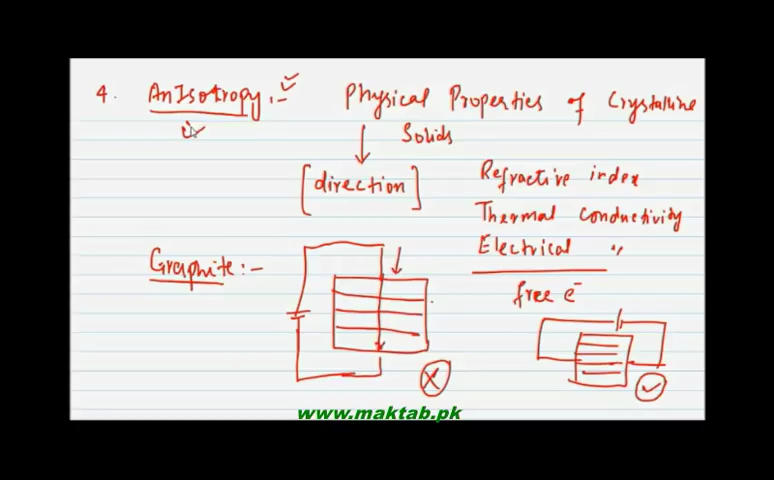 4. AnIsotropy :- Physical Properties of Crystalline
Solids
[direction]
Refractive index
Thermal conductivity
Electrical "
Graphite :-
free e⁻
www.maktab.pk